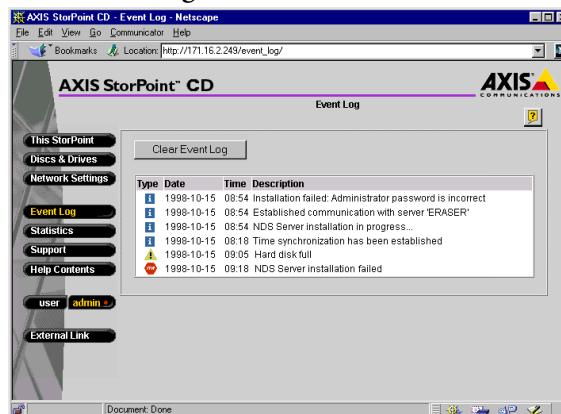 AXIS StorPoint CD - Event Log - Netscape
File Edit View Go Communicator Help
Bookmarks Location: http://171.16.2.249/event_log/
AXIS StorPoint™ CD
AXIS
COMMUNICATIONS
Event Log
?
This StorPoint
Discs & Drives
Network Settings
Event Log
Statistics
Support
Help Contents
user admin
External Link
Clear Event Log
Type Date Time Description
1998-10-15 08:54 Installation failed: Administrator password is incorrect
1998-10-15 08:54 Established communication with server 'ERASER'
1998-10-15 08:54 NDS Server installation in progress...
1998-10-15 08:18 Time synchronization has been established
1998-10-15 09:05 Hard disk full
1998-10-15 09:18 NDS Server installation failed
Document: Done